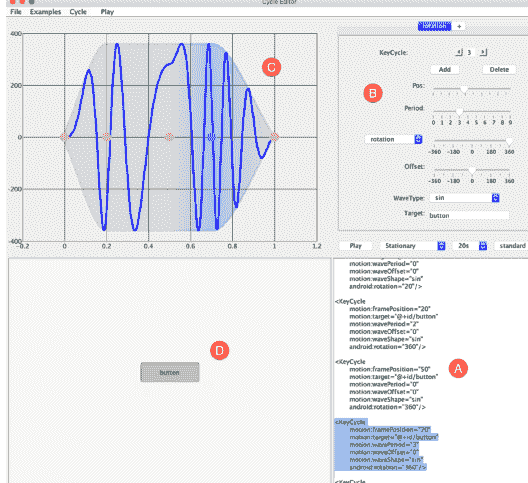 Cycle Editor
File Examples Cycle Play
400
200
0
-200
-400
-0.2 0 0.2 0.4 0.6 0.8 1 1.2
C
+
KeyCycle: 3
B
Add Delete
Pos:
Period:
0 1 2 3 4 5 6 7 8 9
rotation
-360 -180 0 180 360
Offset:
-360 -180 0 180 360
WaveType: sin
Target: button
Play Stationary 20s standard
motion:wavePeriod="0"
motion:waveOffset="0"
motion:waveShape="sin"
android:rotation="20"/>
<KeyCycle
motion:framePosition="20"
motion:target="@+id/button"
motion:wavePeriod="2"
motion:waveOffset="0"
motion:waveShape="sin"
android:rotation="360"/>
<KeyCycle
motion:framePosition="50"
motion:target="@+id/button"
A
motion:wavePeriod="0"
motion:waveOffset="0"
motion:waveShape="sin"
android:rotation="360"/>
<KeyCycle
motion:framePosition="20"
motion:target="@+id/button"
motion:wavePeriod="3"
motion:waveOffset="0"
motion:waveShape="sin"
android:rotation="360"/>
<KeyCycle
D
button